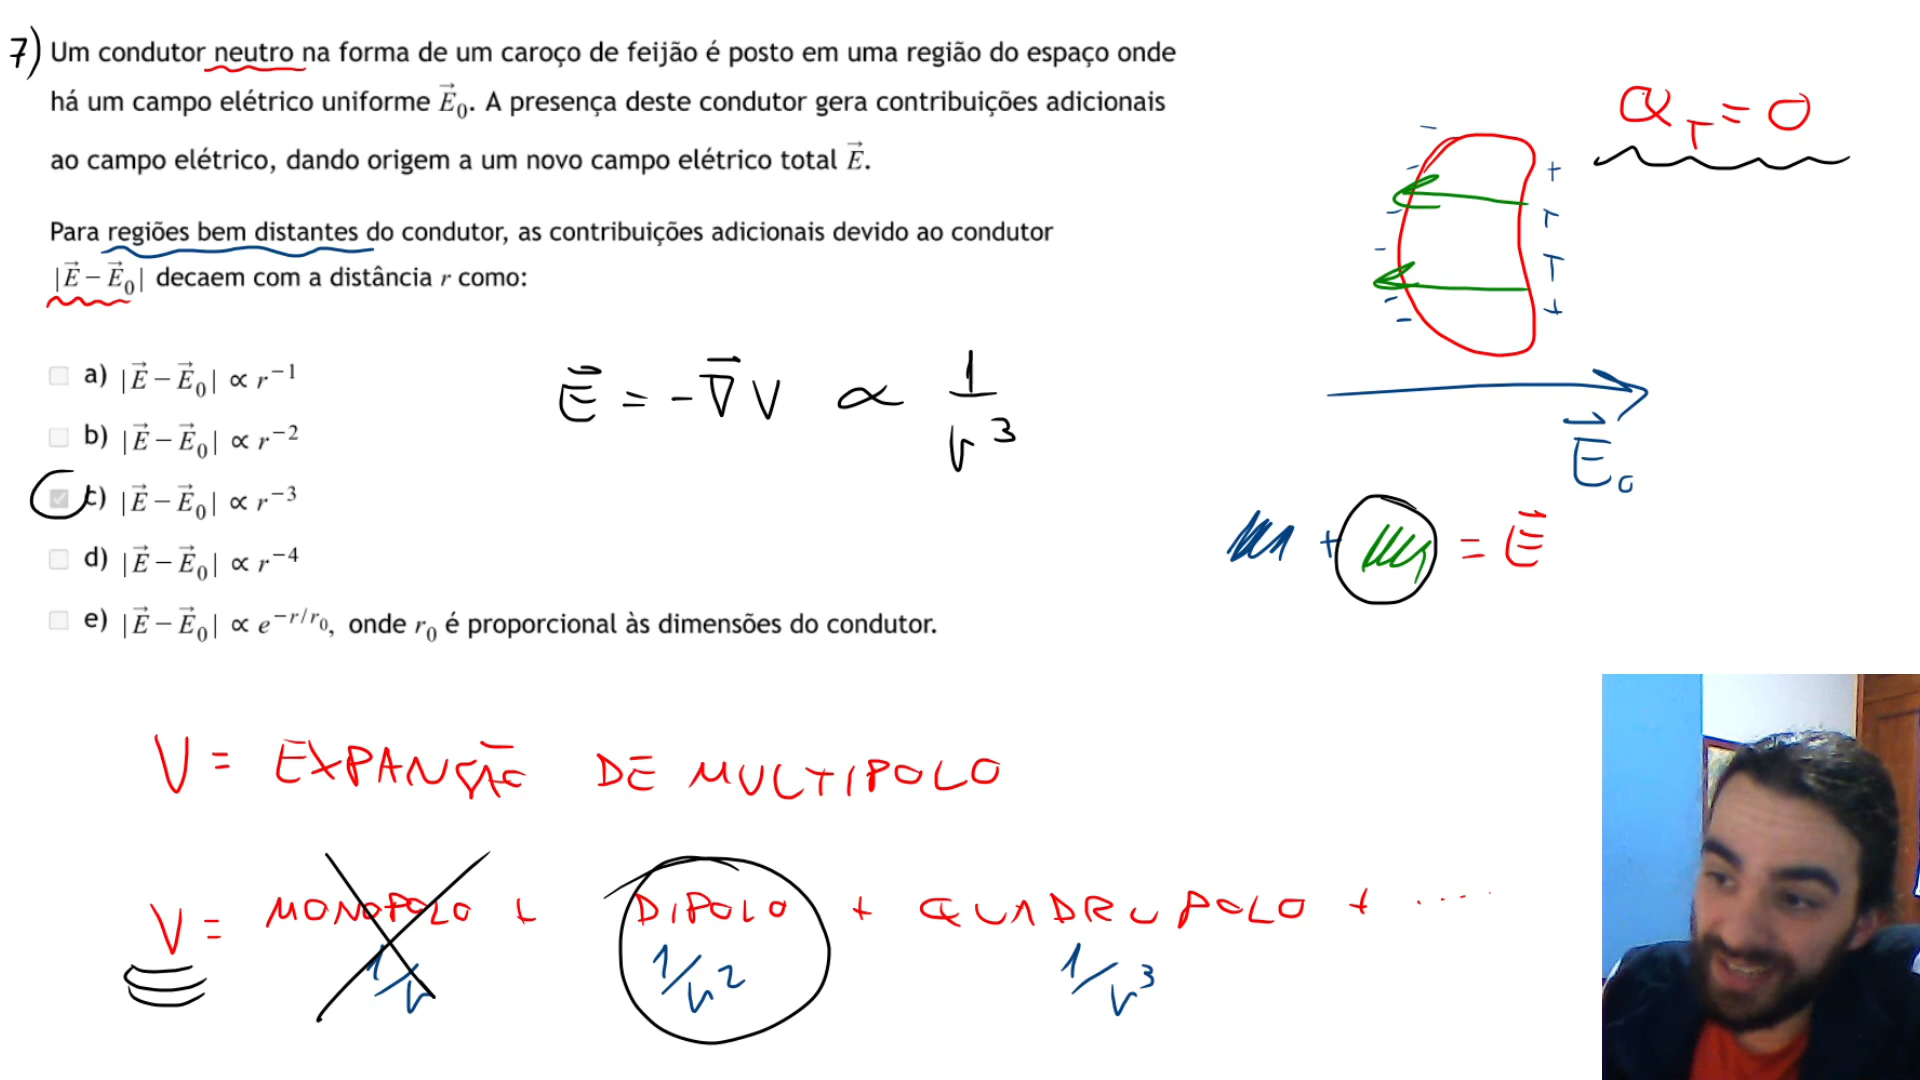 7) Um condutor neutro na forma de um caroço de feijão é posto em uma região do espaço onde
há um campo elétrico uniforme E⃗₀. A presença deste condutor gera contribuições adicionais
ao campo elétrico, dando origem a um novo campo elétrico total E⃗.
Para regiões bem distantes do condutor, as contribuições adicionais devido ao condutor
|E⃗ − E⃗₀| decaem com a distância r como:
a) |E⃗ − E⃗₀| ∝ r⁻¹
b) |E⃗ − E⃗₀| ∝ r⁻²
c) |E⃗ − E⃗₀| ∝ r⁻³
d) |E⃗ − E⃗₀| ∝ r⁻⁴
e) |E⃗ − E⃗₀| ∝ e^(−r/r₀), onde r₀ é proporcional às dimensões do condutor.
E⃗ = −∇⃗V ∝ 1/r³
Q_T = 0
E⃗₀
+ = E⃗
V = EXPANSÃO DE MULTIPOLO
V = MONOPOLO + DIPOLO + QUADRUPOLO + ....
1/r 1/r² 1/r³